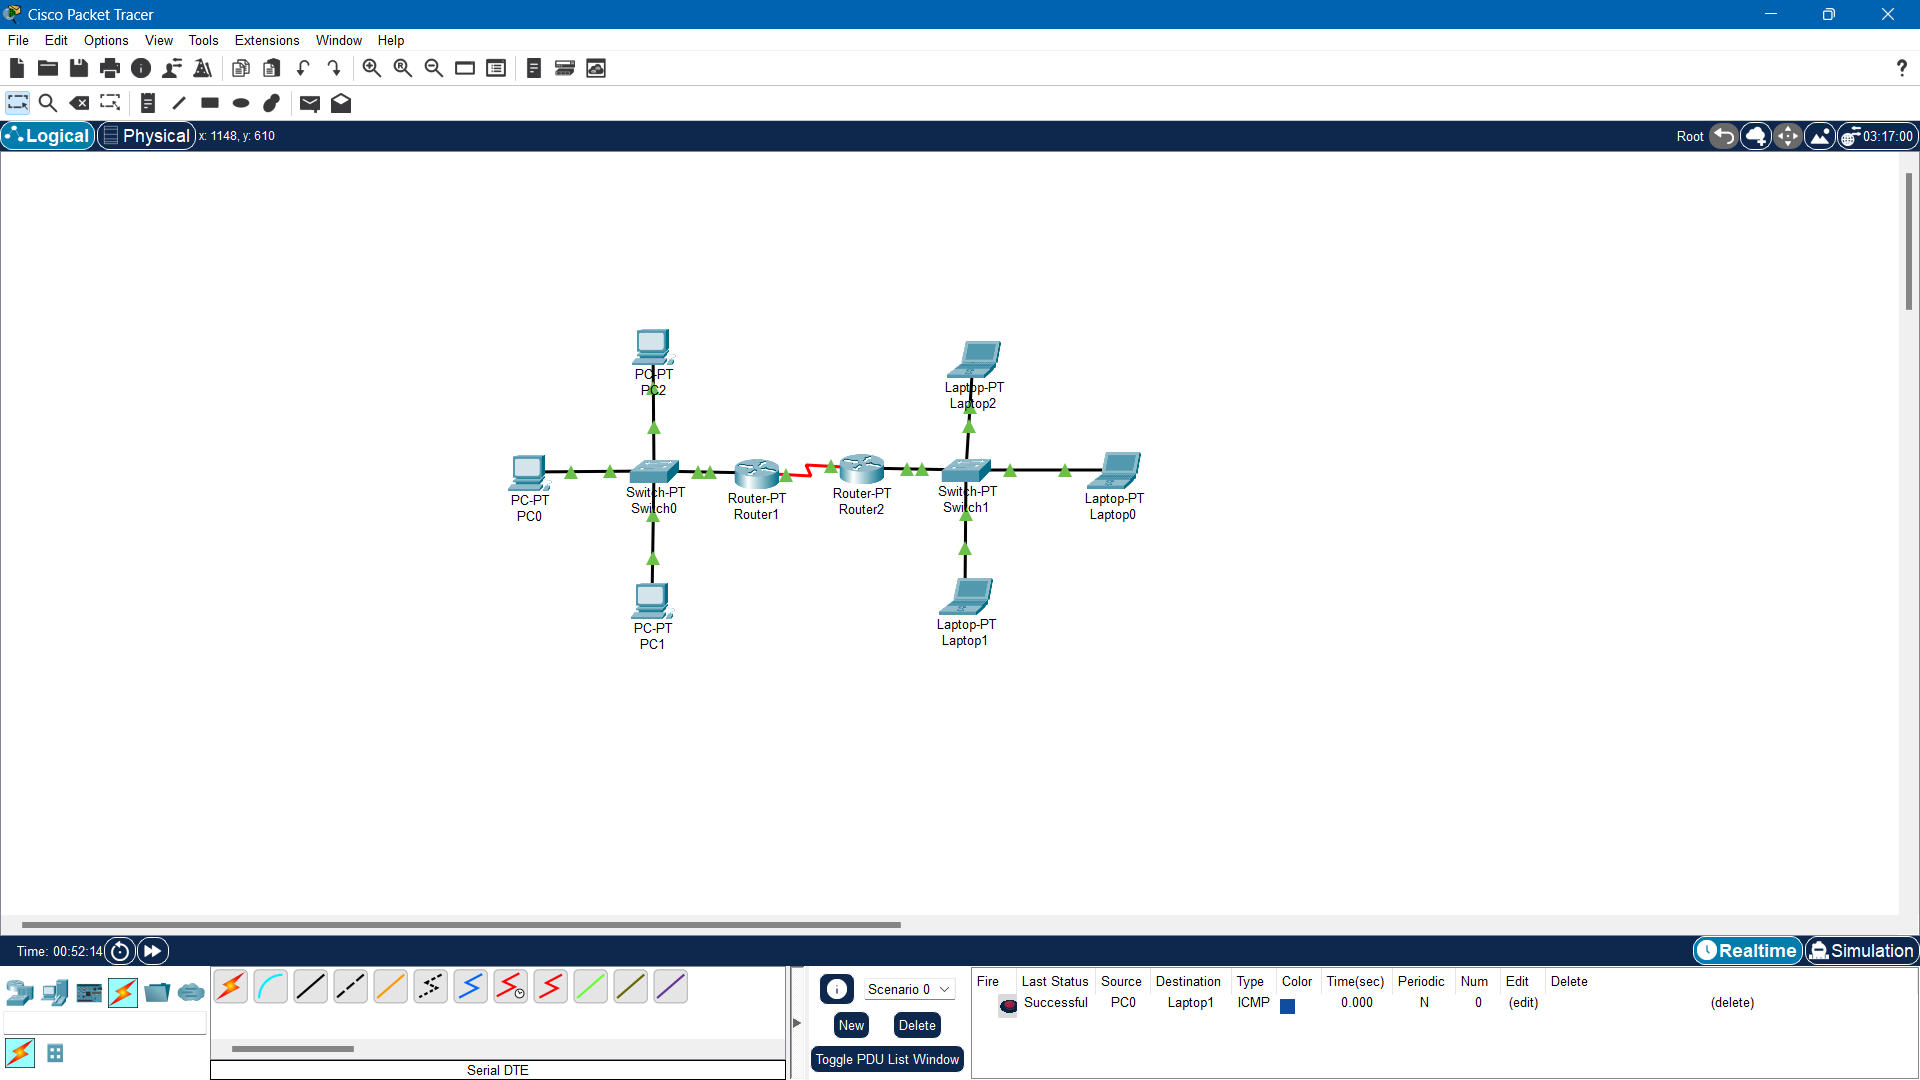 Cisco Packet Tracer
File Edit Options View Tools Extensions Window Help
Logical Physical x: 1148, y: 610 Root 03:17:00
PC-PT
PC2
Laptop-PT
Laptop2
PC-PT
PC0
Switch-PT
Switch0
Router-PT
Router1
Router-PT
Router2
Switch-PT
Switch1
Laptop-PT
Laptop0
PC-PT
PC1
Laptop-PT
Laptop1
Time: 00:52:14 Realtime Simulation
Scenario 0
New Delete
Toggle PDU List Window
Fire Last Status Source Destination Type Color Time(sec) Periodic Num Edit Delete
Successful PC0 Laptop1 ICMP 0.000 N 0 (edit) (delete)
Serial DTE